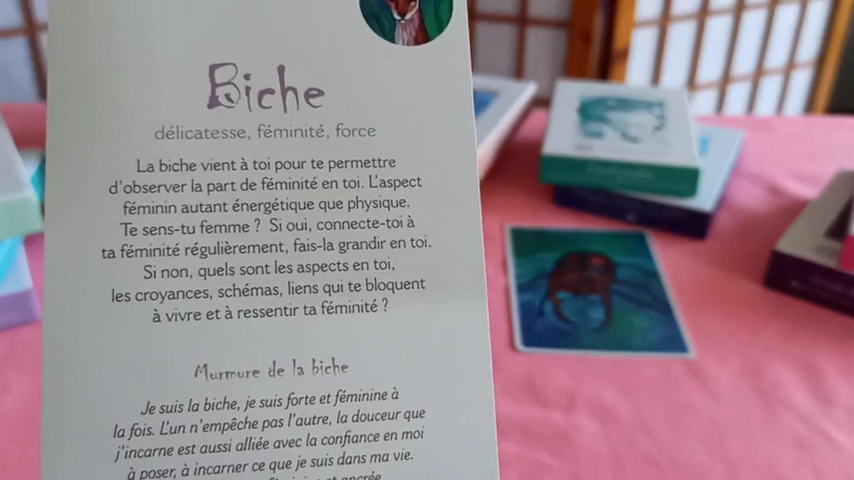 Biche
délicatesse, féminité, force
La biche vient à toi pour te permettre
d'observer la part de féminité en toi. L'aspect
féminin autant énergétique que physique.
Te sens-tu femme ? Si oui, connecte-toi à
ta féminité régulièrement, fais-la grandir en toi.
Si non, quels sont les aspects en toi,
les croyances, schémas, liens qui te bloquent
à vivre et à ressentir ta féminité ?
Murmure de la biche
Je suis la biche, je suis forte et féminine à
la fois. L'un n'empêche pas l'autre, la douceur que
j'incarne est aussi alliée avec la confiance en moi
à poser, à incarner ce que je suis dans ma vie.